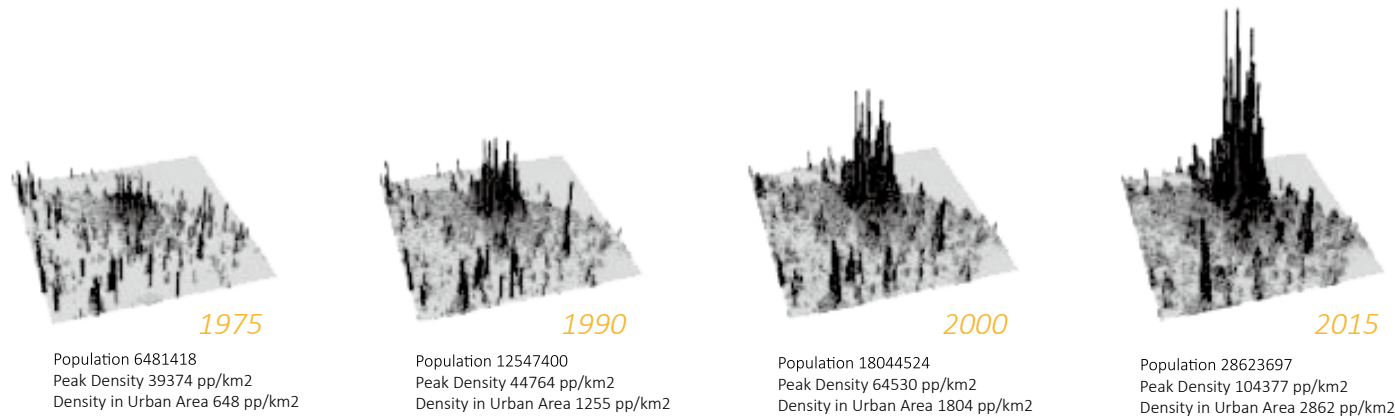 1975
Population 6481418
Peak Density 39374 pp/km2
Density in Urban Area 648 pp/km2
1990
Population 12547400
Peak Density 44764 pp/km2
Density in Urban Area 1255 pp/km2
2000
Population 18044524
Peak Density 64530 pp/km2
Density in Urban Area 1804 pp/km2
2015
Population 28623697
Peak Density 104377 pp/km2
Density in Urban Area 2862 pp/km2